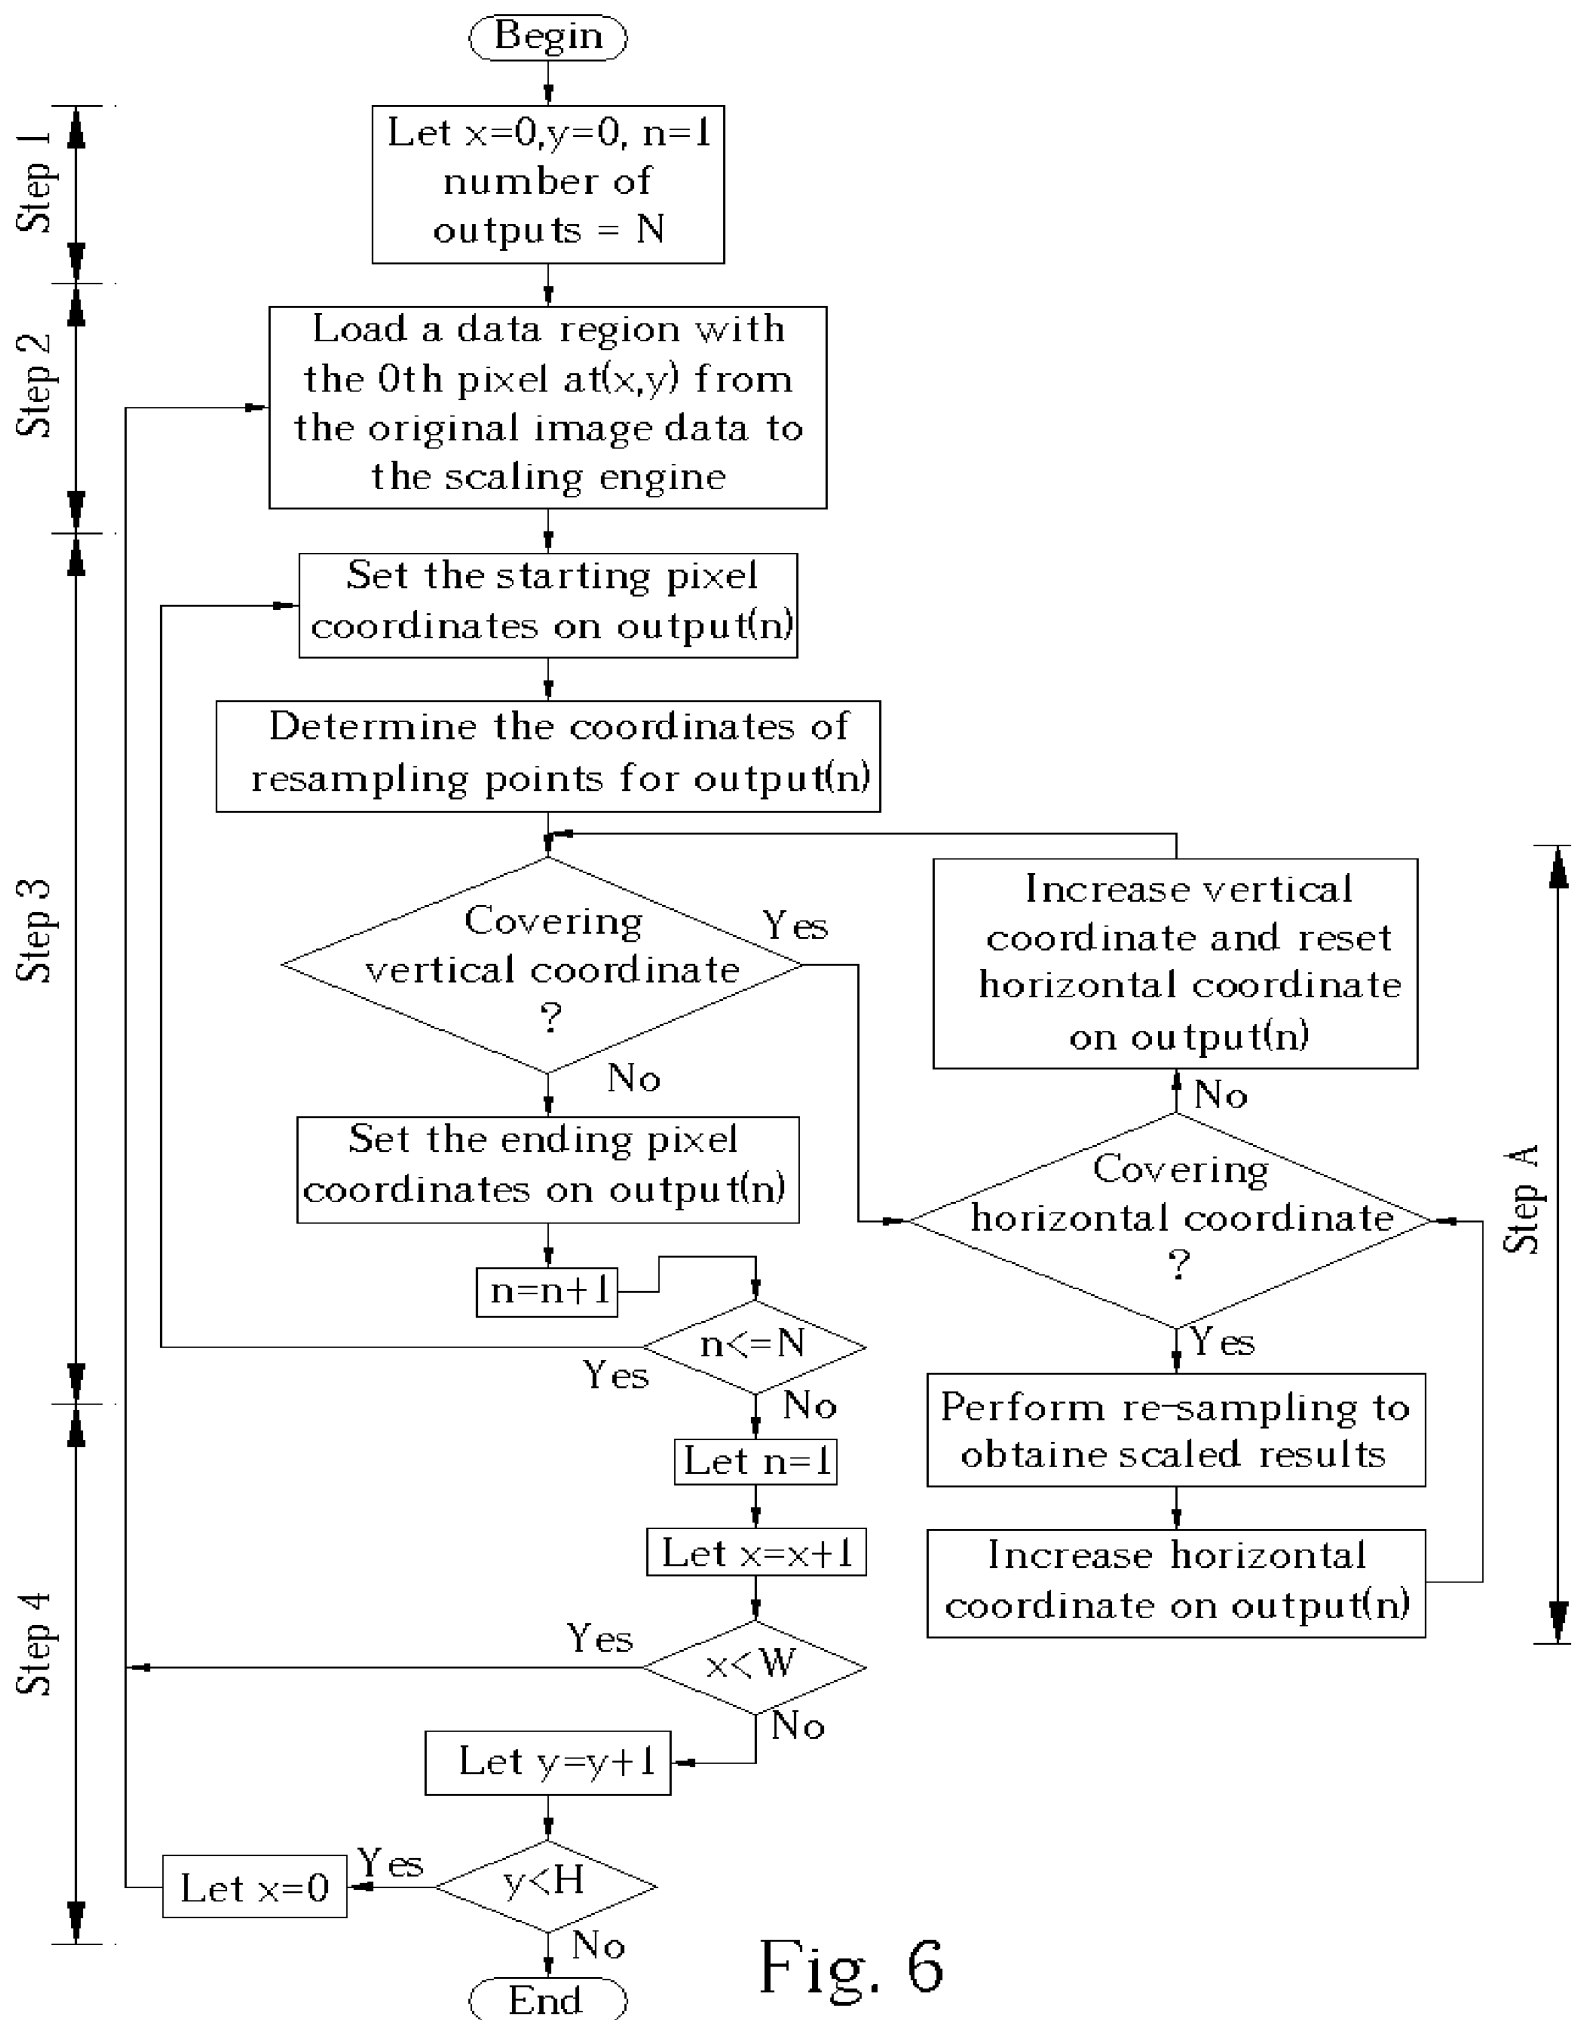 Begin
Step 1
Let x=0,y=0, n=1
number of
outputs = N
Step 2
Load a data region with
the 0th pixel at(x,y) from
the original image data to
the scaling engine
Step 3
Set the starting pixel
coordinates on output(n)
Determine the coordinates of
resampling points for output(n)
Covering
vertical coordinate
?
Yes
No
Set the ending pixel
coordinates on output(n)
n=n+1
n<=N
Yes
No
Step A
Increase vertical
coordinate and reset
horizontal coordinate
on output(n)
No
Covering
horizontal coordinate
?
Yes
Perform re-sampling to
obtaine scaled results
Increase horizontal
coordinate on output(n)
Step 4
Let n=1
Let x=x+1
x<W
Yes
No
Let y=y+1
y<H
Yes
Let x=0
No
End
Fig. 6